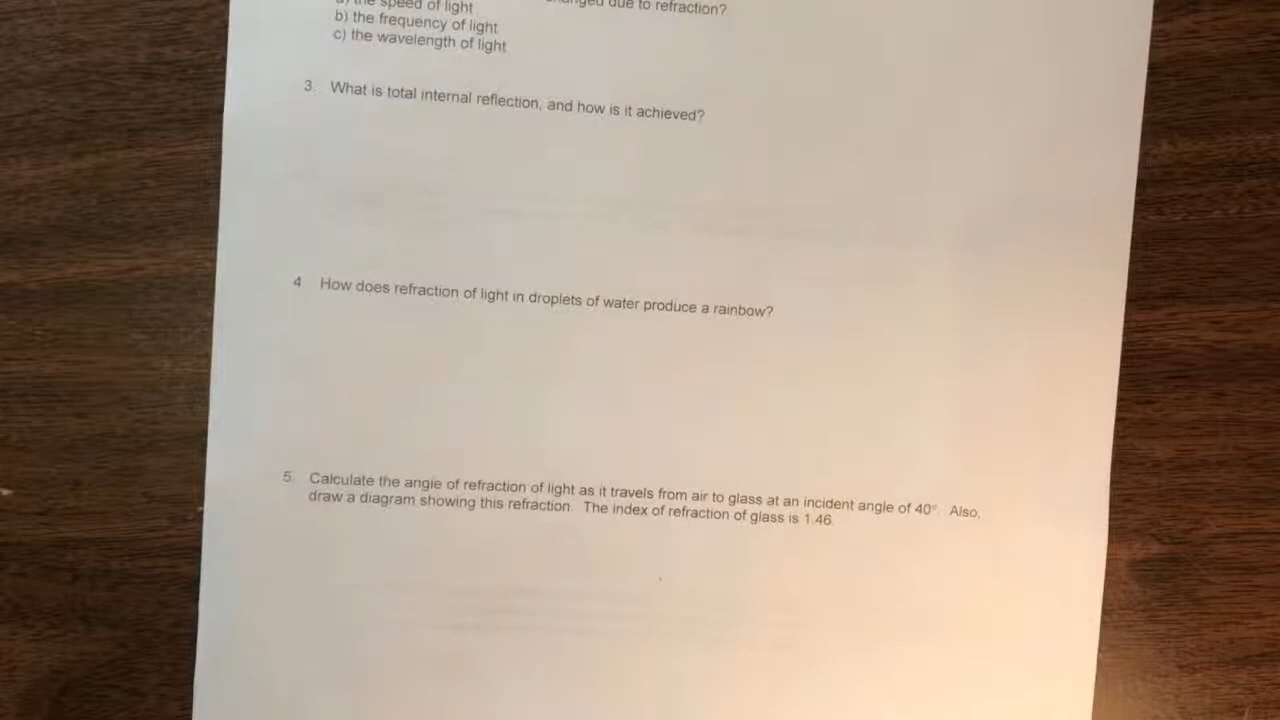 the speed of light
due to refraction?
b) the frequency of light
c) the wavelength of light
3. What is total internal reflection, and how is it achieved?
4. How does refraction of light in droplets of water produce a rainbow?
5. Calculate the angle of refraction of light as it travels from air to glass at an incident angle of 40°. Also,
draw a diagram showing this refraction. The index of refraction of glass is 1.46.